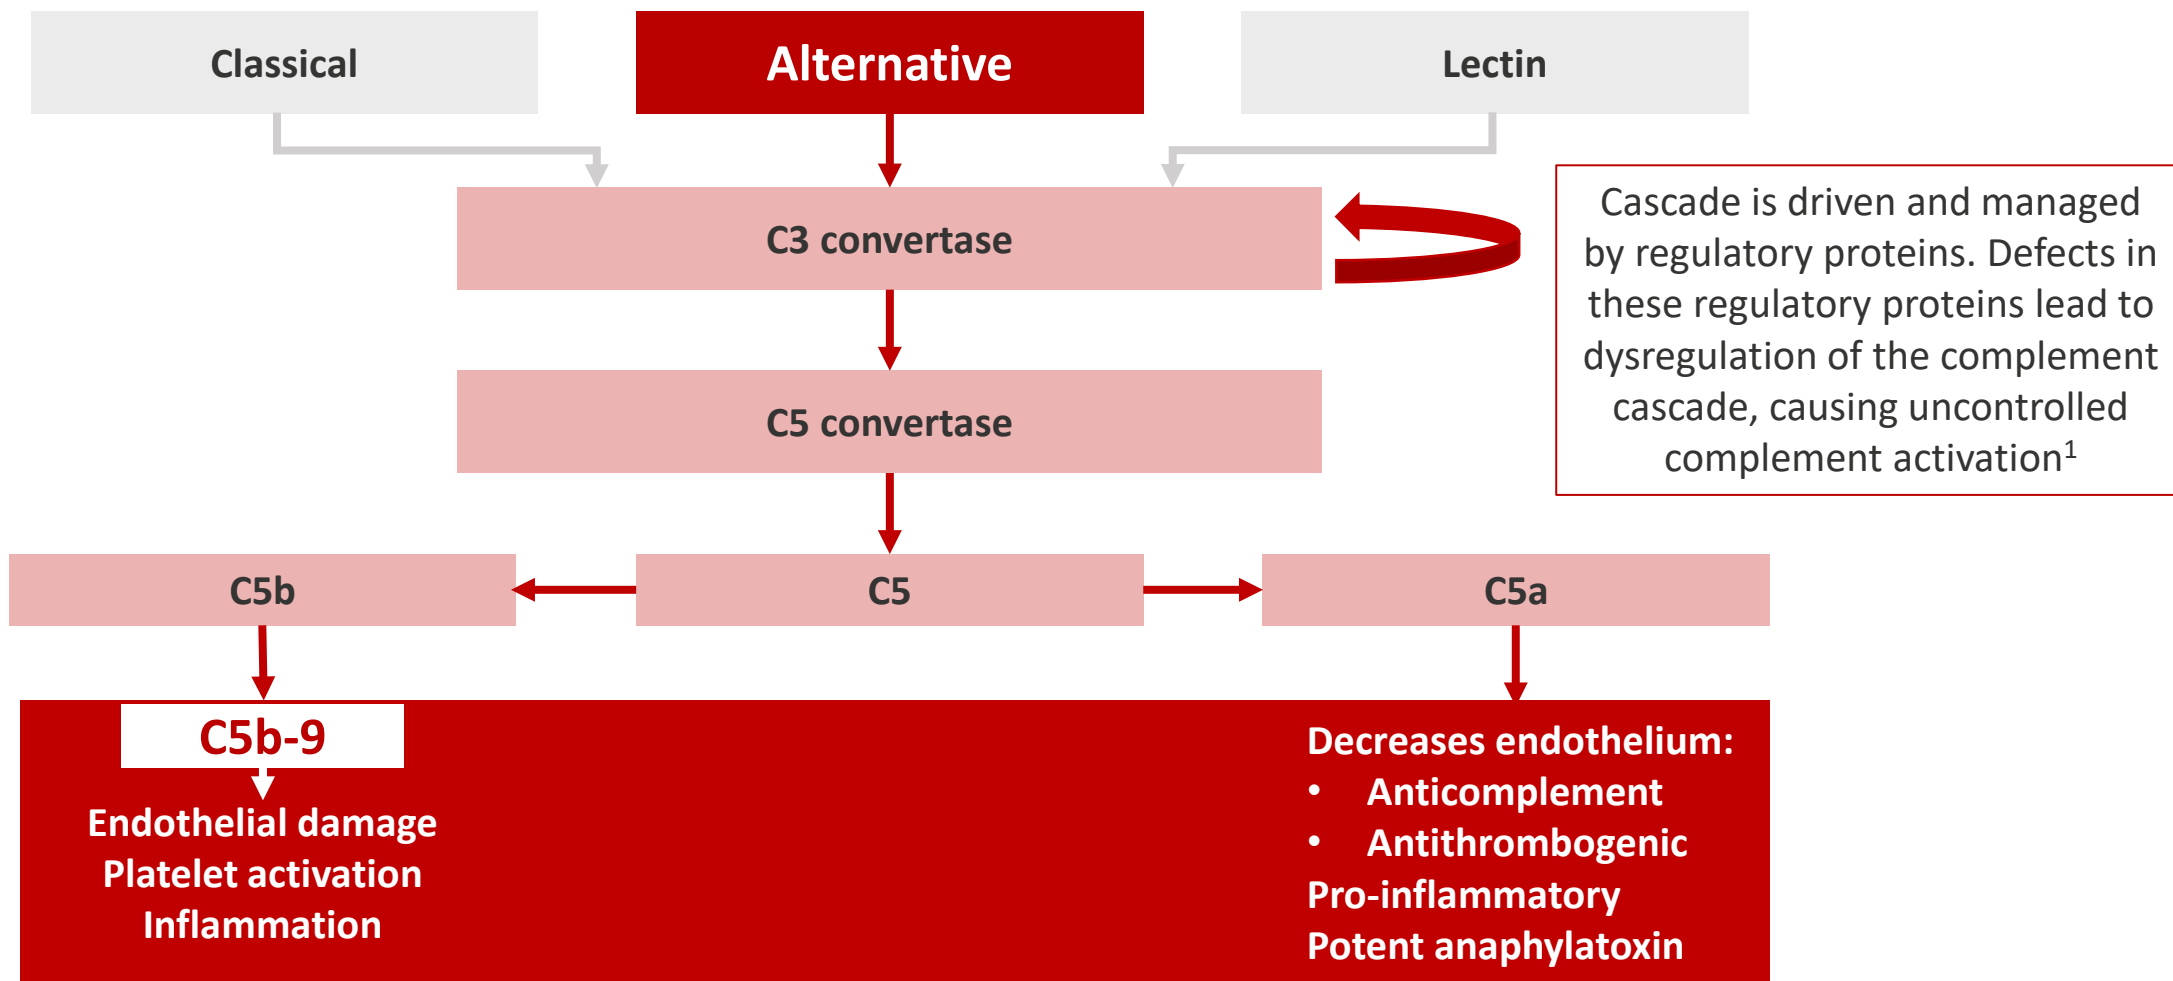 Classical
Alternative
Lectin
C3 convertase
Cascade is driven and managed
by regulatory proteins. Defects in
these regulatory proteins lead to
dysregulation of the complement
cascade, causing uncontrolled
complement activation¹
C5 convertase
C5b
C5
C5a
C5b-9
Endothelial damage
Platelet activation
Inflammation
Decreases endothelium:
• Anticomplement
• Antithrombogenic
Pro-inflammatory
Potent anaphylatoxin